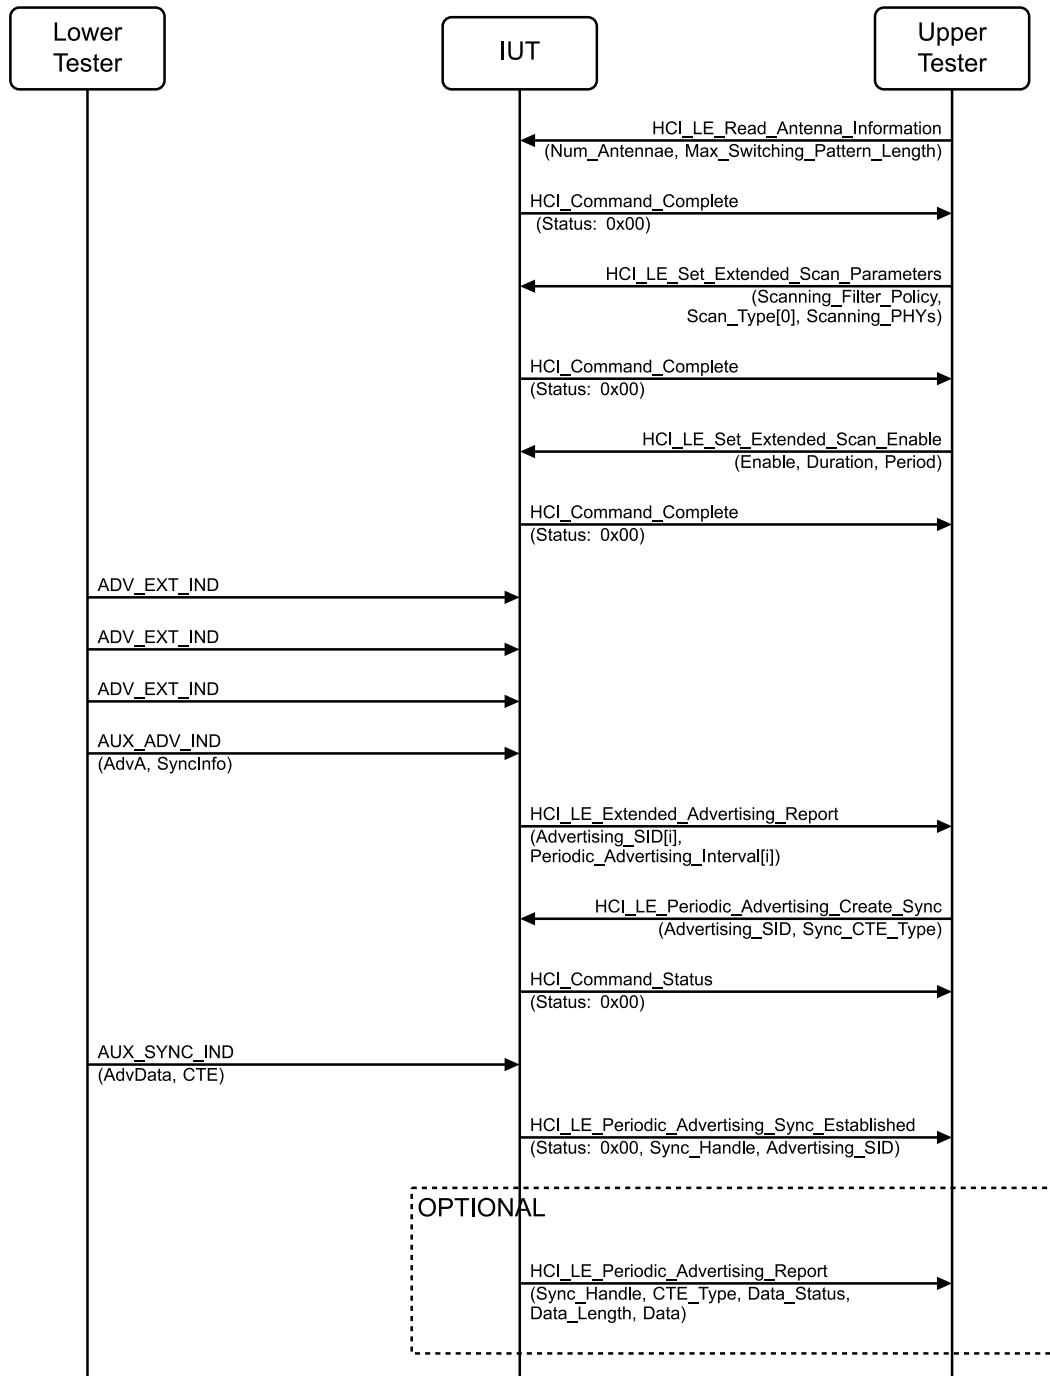 Lower
Tester
IUT
Upper
Tester
HCI_LE_Read_Antenna_Information
(Num_Antennae, Max_Switching_Pattern_Length)
HCI_Command_Complete
(Status: 0x00)
HCI_LE_Set_Extended_Scan_Parameters
(Scanning_Filter_Policy,
Scan_Type[0], Scanning_PHYs)
HCI_Command_Complete
(Status: 0x00)
HCI_LE_Set_Extended_Scan_Enable
(Enable, Duration, Period)
HCI_Command_Complete
(Status: 0x00)
ADV_EXT_IND
ADV_EXT_IND
ADV_EXT_IND
AUX_ADV_IND
(AdvA, SyncInfo)
HCI_LE_Extended_Advertising_Report
(Advertising_SID[i],
Periodic_Advertising_Interval[i])
HCI_LE_Periodic_Advertising_Create_Sync
(Advertising_SID, Sync_CTE_Type)
HCI_Command_Status
(Status: 0x00)
AUX_SYNC_IND
(AdvData, CTE)
HCI_LE_Periodic_Advertising_Sync_Established
(Status: 0x00, Sync_Handle, Advertising_SID)
OPTIONAL
HCI_LE_Periodic_Advertising_Report
(Sync_Handle, CTE_Type, Data_Status,
Data_Length, Data)